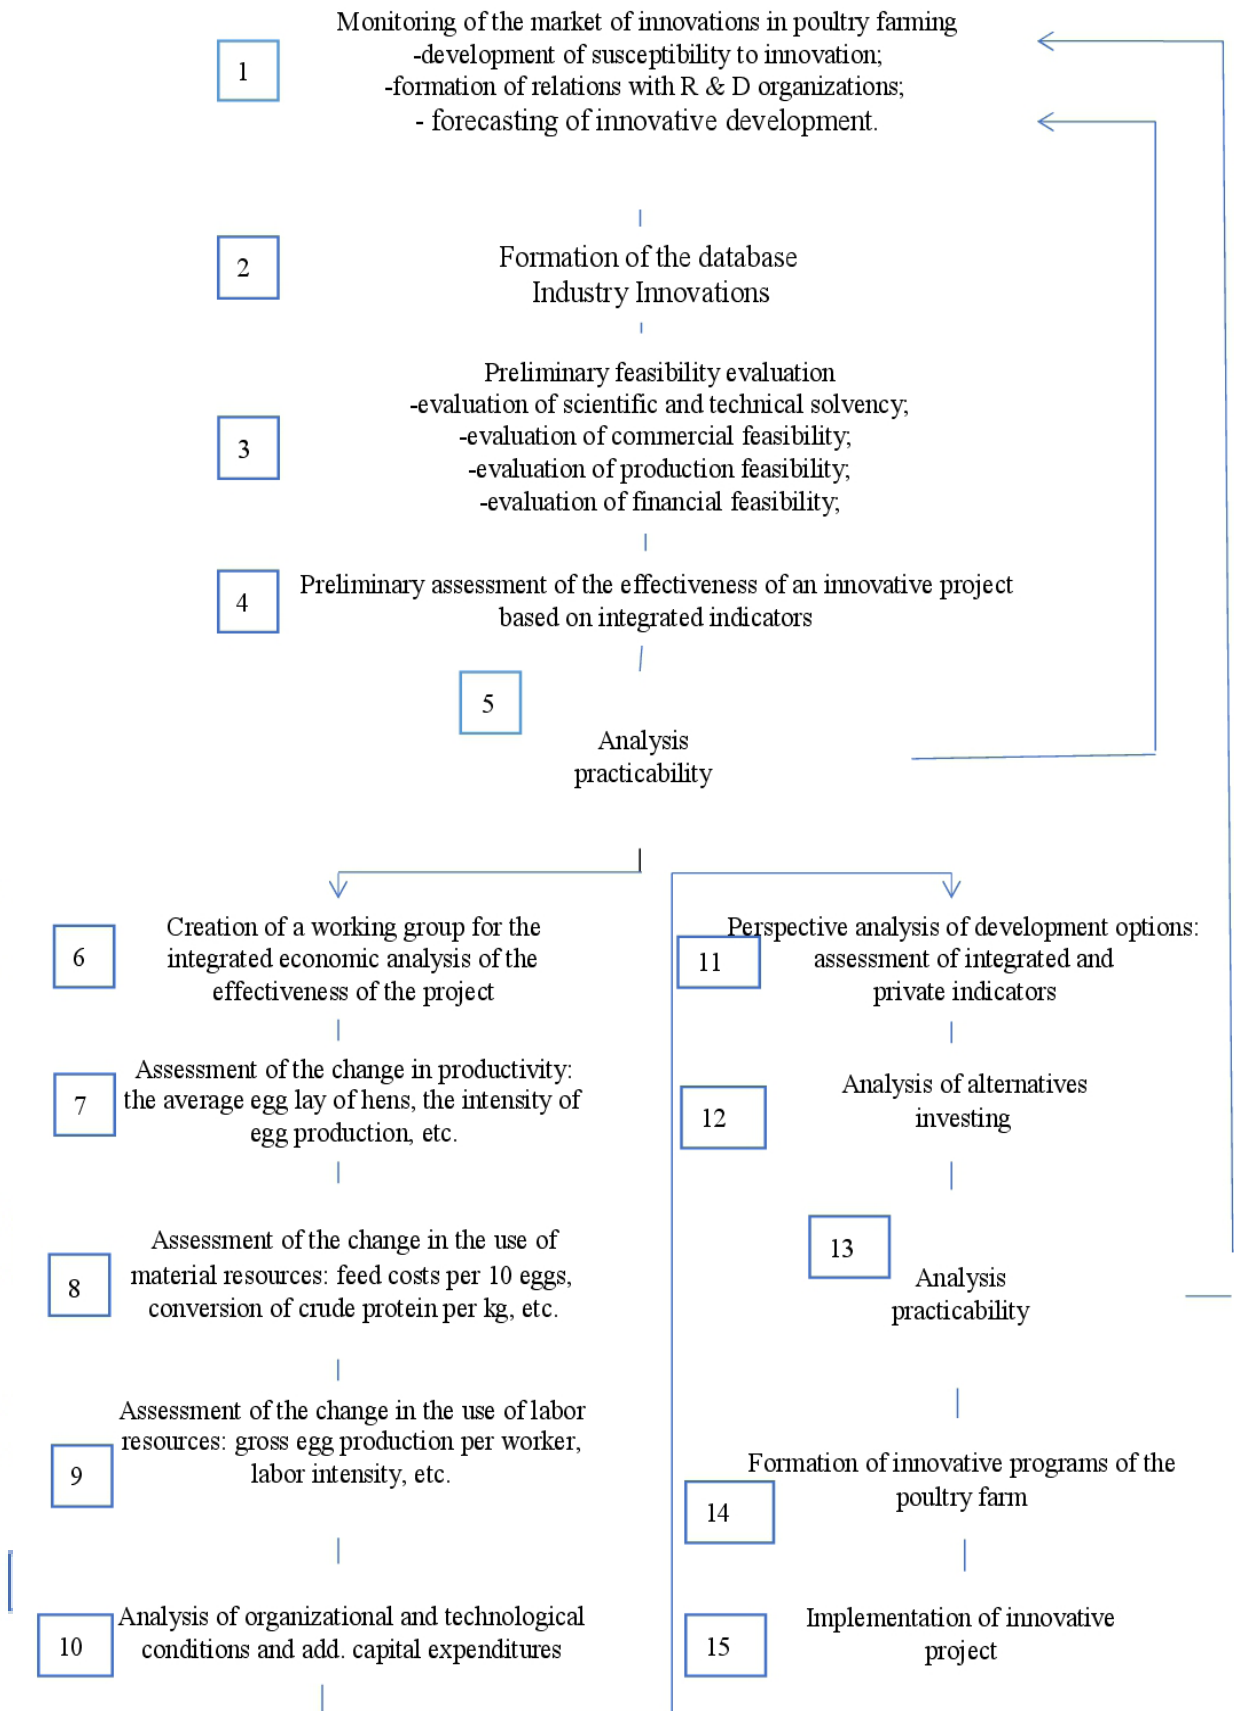 Monitoring of the market of innovations in poultry farming
-development of susceptibility to innovation;
1
-formation of relations with R & D organizations;
- forecasting of innovative development.
2
Formation of the database
Industry Innovations
Preliminary feasibility evaluation
-evaluation of scientific and technical solvency;
3
-evaluation of commercial feasibility;
-evaluation of production feasibility;
-evaluation of financial feasibility;
4
Preliminary assessment of the effectiveness of an innovative project
based on integrated indicators
5
Analysis
practicability
6
Creation of a working group for the
integrated economic analysis of the
effectiveness of the project
7
Assessment of the change in productivity:
the average egg lay of hens, the intensity of
egg production, etc.
8
Assessment of the change in the use of
material resources: feed costs per 10 eggs,
conversion of crude protein per kg, etc.
9
Assessment of the change in the use of labor
resources: gross egg production per worker,
labor intensity, etc.
10
Analysis of organizational and technological
conditions and add. capital expenditures
11
Perspective analysis of development options:
assessment of integrated and
private indicators
12
Analysis of alternatives
investing
13
Analysis
practicability
14
Formation of innovative programs of the
poultry farm
15
Implementation of innovative
project